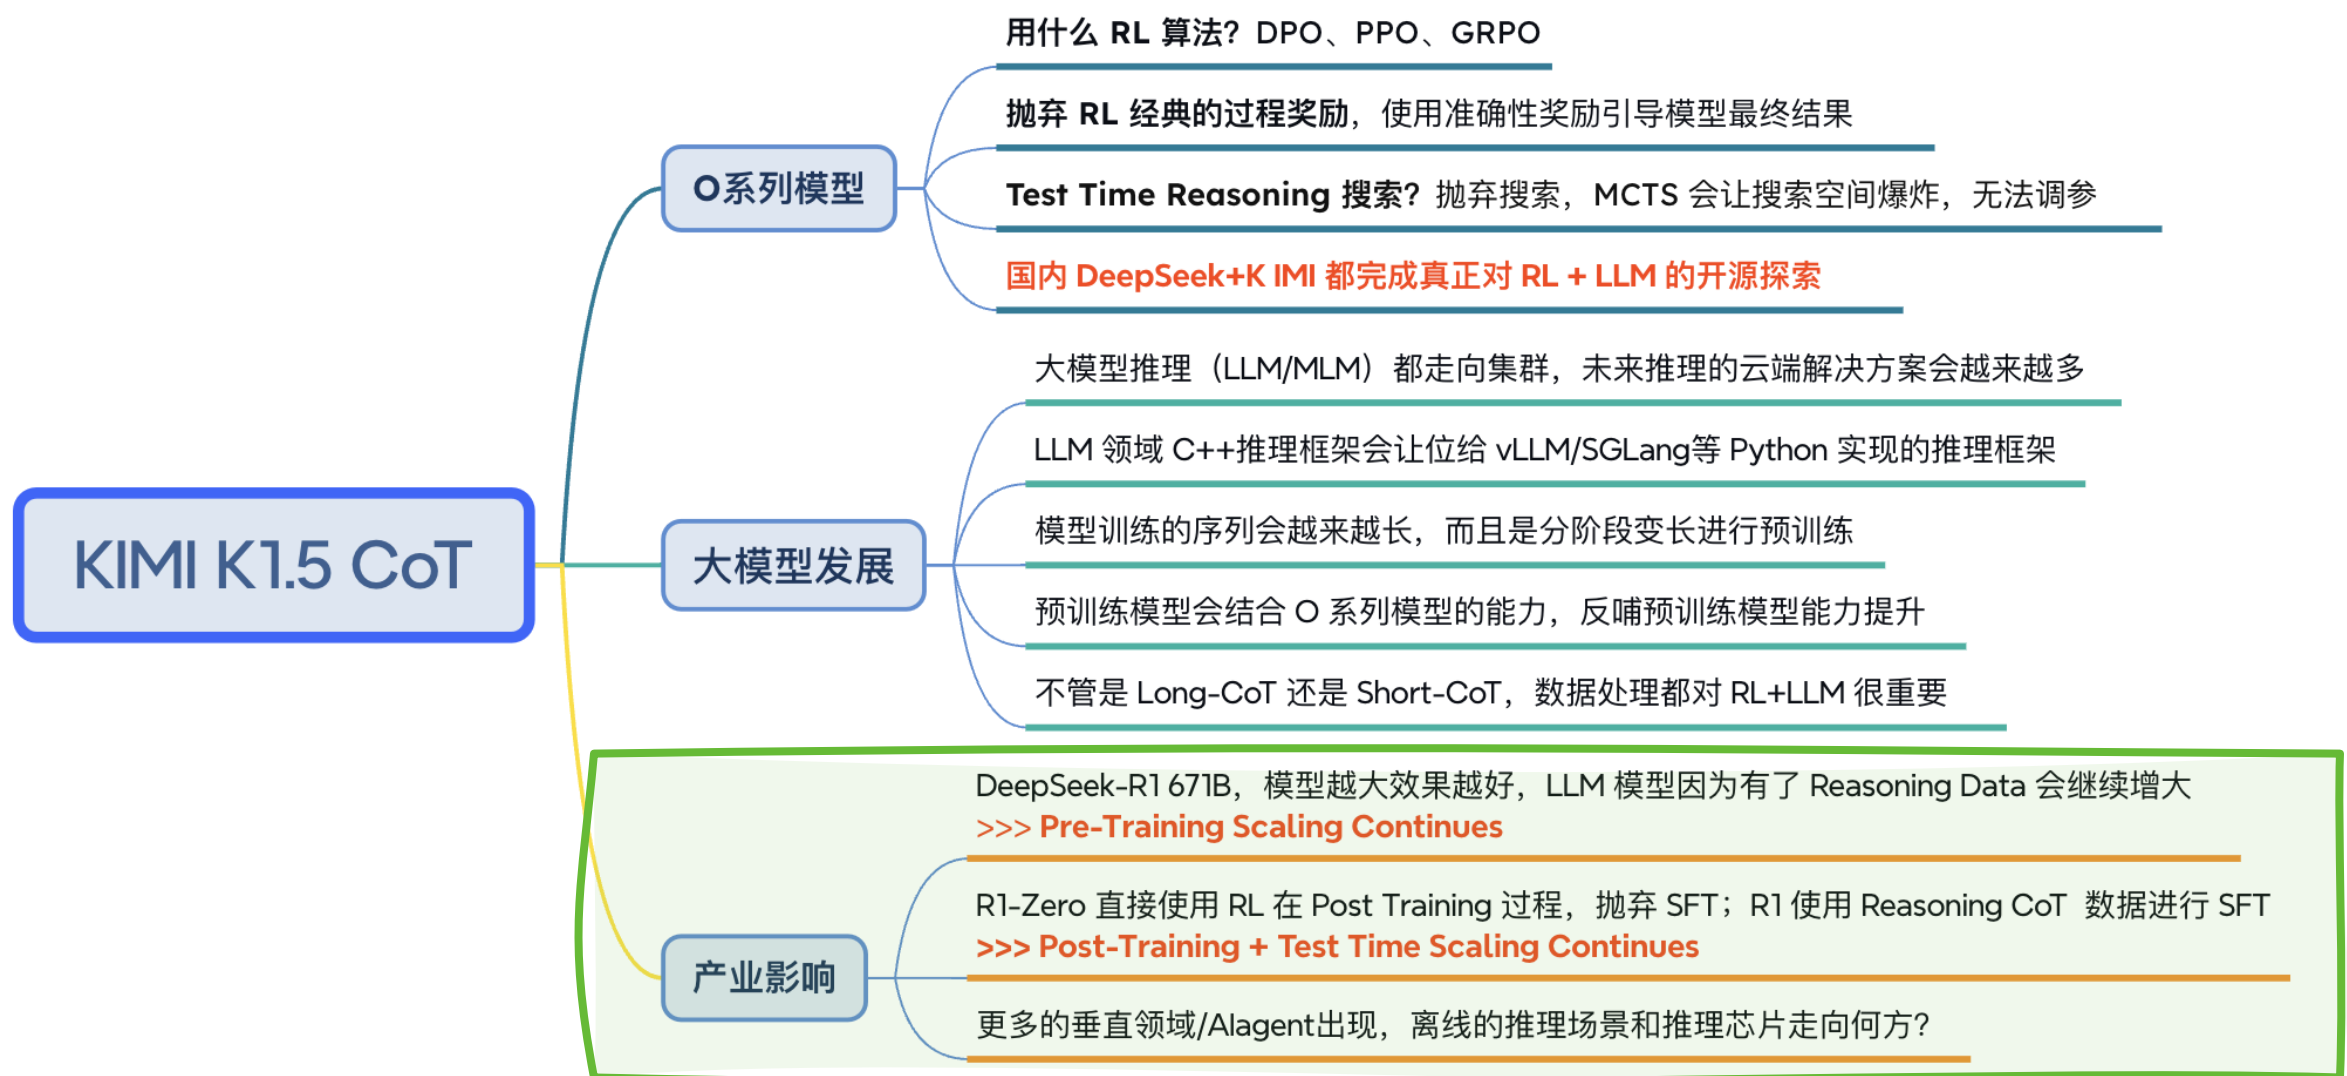 用什么 RL 算法？DPO、PPO、GRPO
抛弃 RL 经典的过程奖励，使用准确性奖励引导模型最终结果
O系列模型
Test Time Reasoning 搜索？抛弃搜索，MCTS 会让搜索空间爆炸，无法调参
国内 DeepSeek+K IMI 都完成真正对 RL + LLM 的开源探索
大模型推理（LLM/MLM）都走向集群，未来推理的云端解决方案会越来越多
LLM 领域 C++推理框架会让位给 vLLM/SGLang等 Python 实现的推理框架
KIMI K1.5 CoT
大模型发展
模型训练的序列会越来越长，而且是分阶段变长进行预训练
预训练模型会结合 O 系列模型的能力，反哺预训练模型能力提升
不管是 Long-CoT 还是 Short-CoT，数据处理都对 RL+LLM 很重要
DeepSeek-R1 671B，模型越大效果越好，LLM 模型因为有了 Reasoning Data 会继续增大
>>> Pre-Training Scaling Continues
R1-Zero 直接使用 RL 在 Post Training 过程，抛弃 SFT；R1 使用 Reasoning CoT 数据进行 SFT
>>> Post-Training + Test Time Scaling Continues
产业影响
更多的垂直领域/AIagent出现，离线的推理场景和推理芯片走向何方？